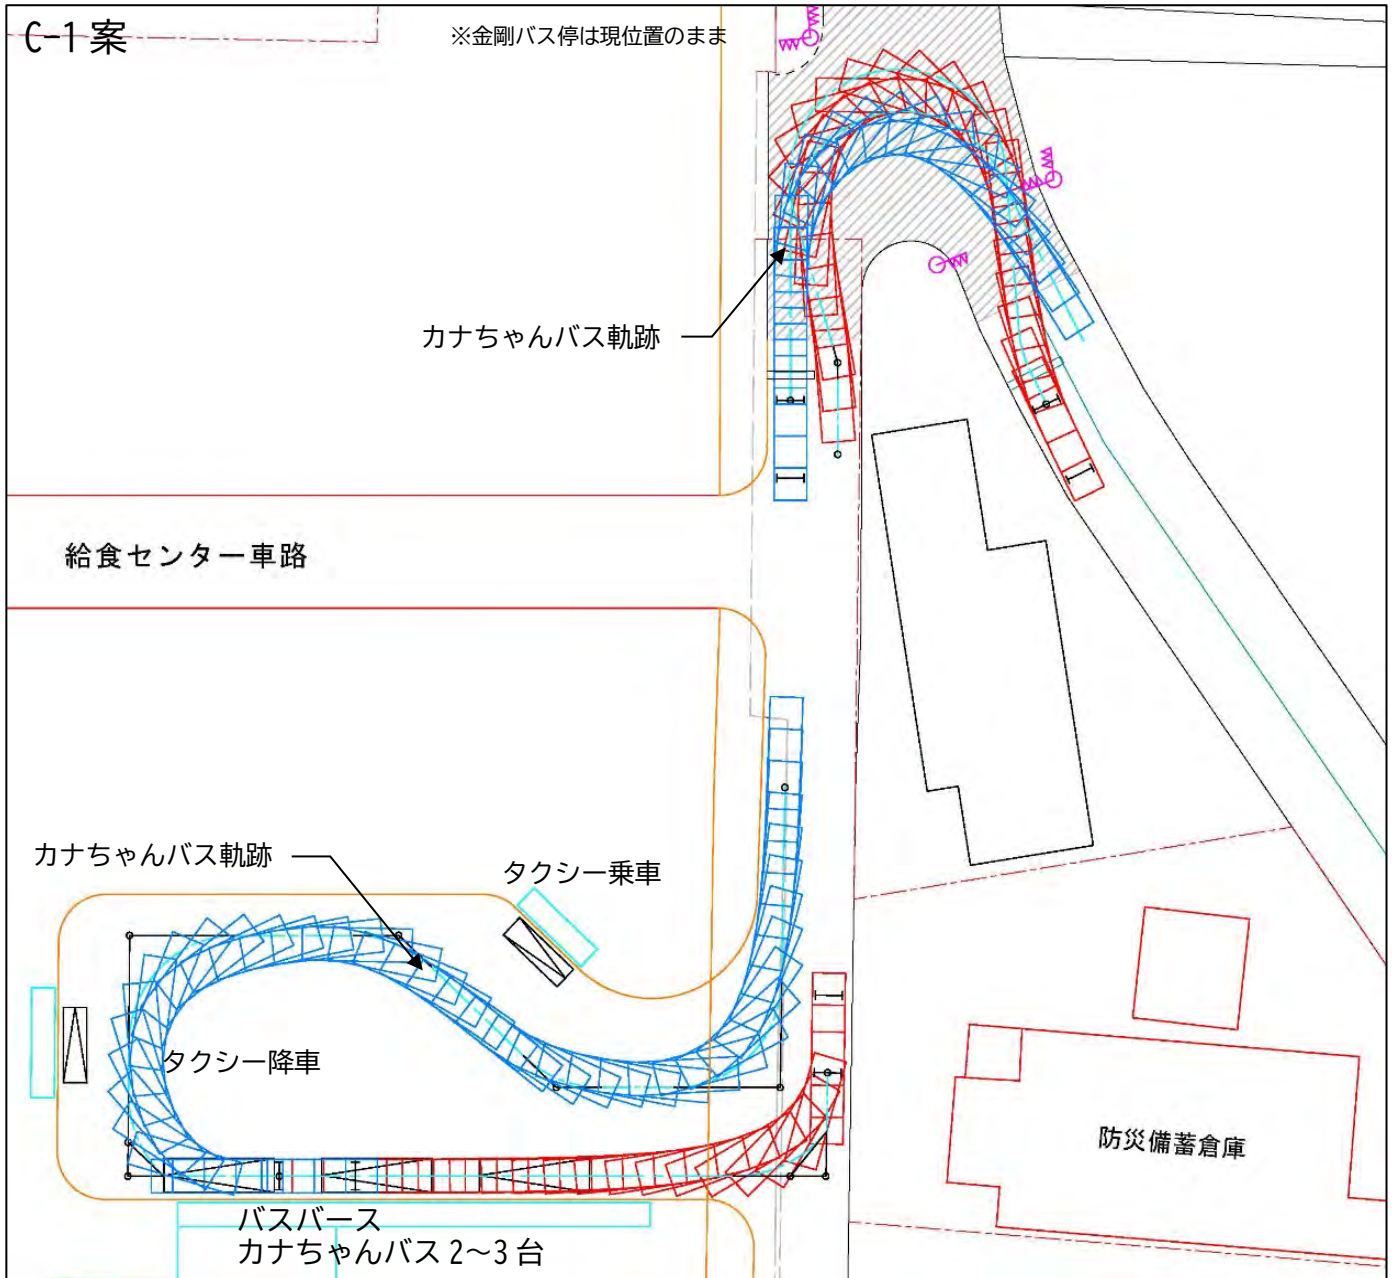 C-1案
※金剛バス停は現位置のまま
カナちゃんバス軌跡
給食センター車路
カナちゃんバス軌跡
タクシー乗車
タクシー降車
防災備蓄倉庫
バスバース
カナちゃんバス2～3台